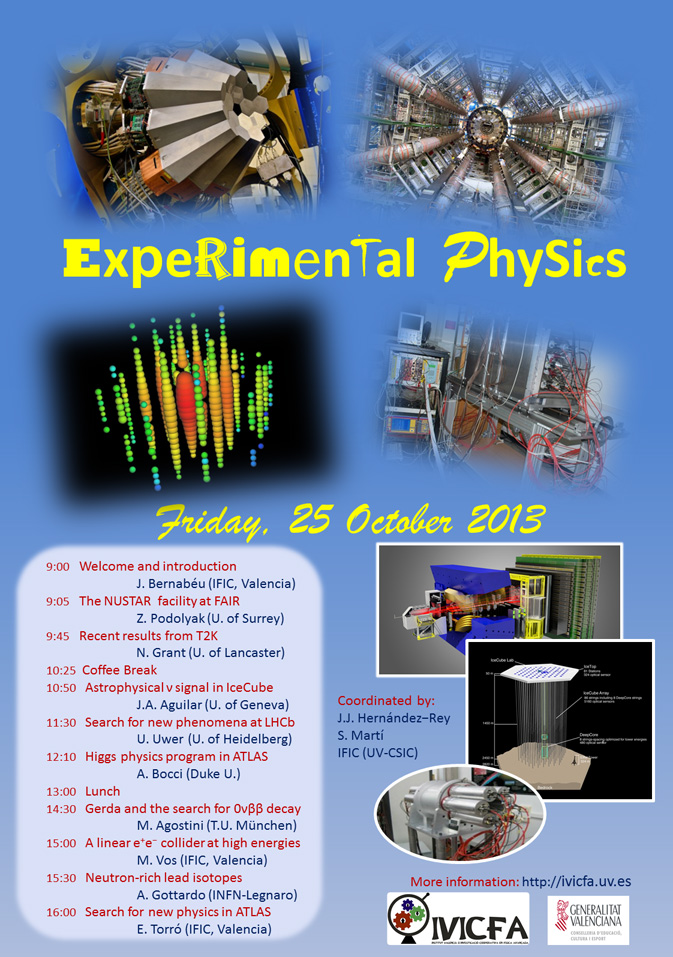 ExpeRimenTal PhySics
Friday, 25 October 2013
9:00 Welcome and introduction
J. Bernabéu (IFIC, Valencia)
9:05 The NUSTAR facility at FAIR
Z. Podolyak (U. of Surrey)
9:45 Recent results from T2K
N. Grant (U. of Lancaster)
10:25 Coffee Break
10:50 Astrophysical ν signal in IceCube
J.A. Aguilar (U. of Geneva)
11:30 Search for new phenomena at LHCb
U. Uwer (U. of Heidelberg)
12:10 Higgs physics program in ATLAS
A. Bocci (Duke U.)
13:00 Lunch
14:30 Gerda and the search for 0νββ decay
M. Agostini (T.U. München)
15:00 A linear e⁺e⁻ collider at high energies
M. Vos (IFIC, Valencia)
15:30 Neutron-rich lead isotopes
A. Gottardo (INFN-Legnaro)
16:00 Search for new physics in ATLAS
E. Torró (IFIC, Valencia)
IceCube Lab
IceTop
50 m
IceCube Array
DeepCore
Coordinated by:
J.J. Hernández–Rey
S. Martí
IFIC (UV-CSIC)
More information: http://ivicfa.uv.es
IVICFA
GENERALITAT
VALENCIANA
CONSELLERIA D'EDUCACIÓ,
CULTURA I ESPORT